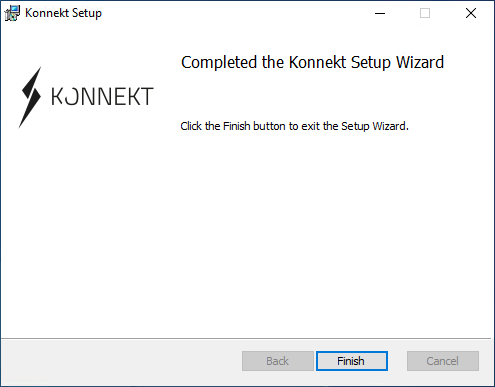 Konnekt Setup
Completed the Konnekt Setup Wizard
KONNEKT
Click the Finish button to exit the Setup Wizard.
Back
Finish
Cancel